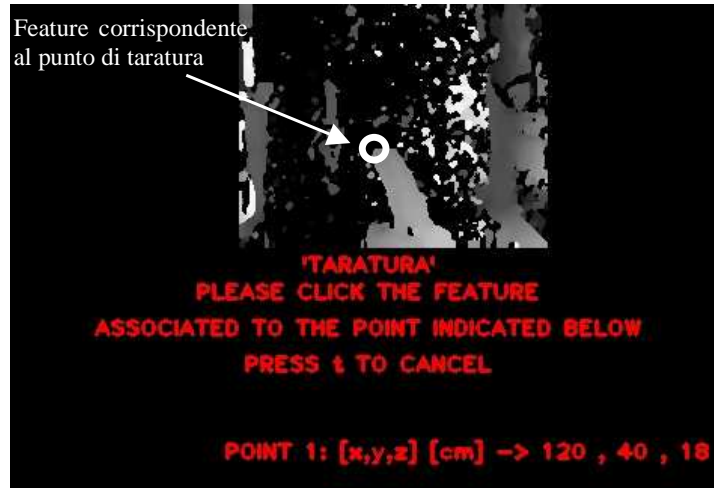 Feature corrispondente
al punto di taratura
'TARATURA'
PLEASE CLICK THE FEATURE
ASSOCIATED TO THE POINT INDICATED BELOW
PRESS t TO CANCEL
POINT 1: [x,y,z] [cm] -> 120 , 40 , 18